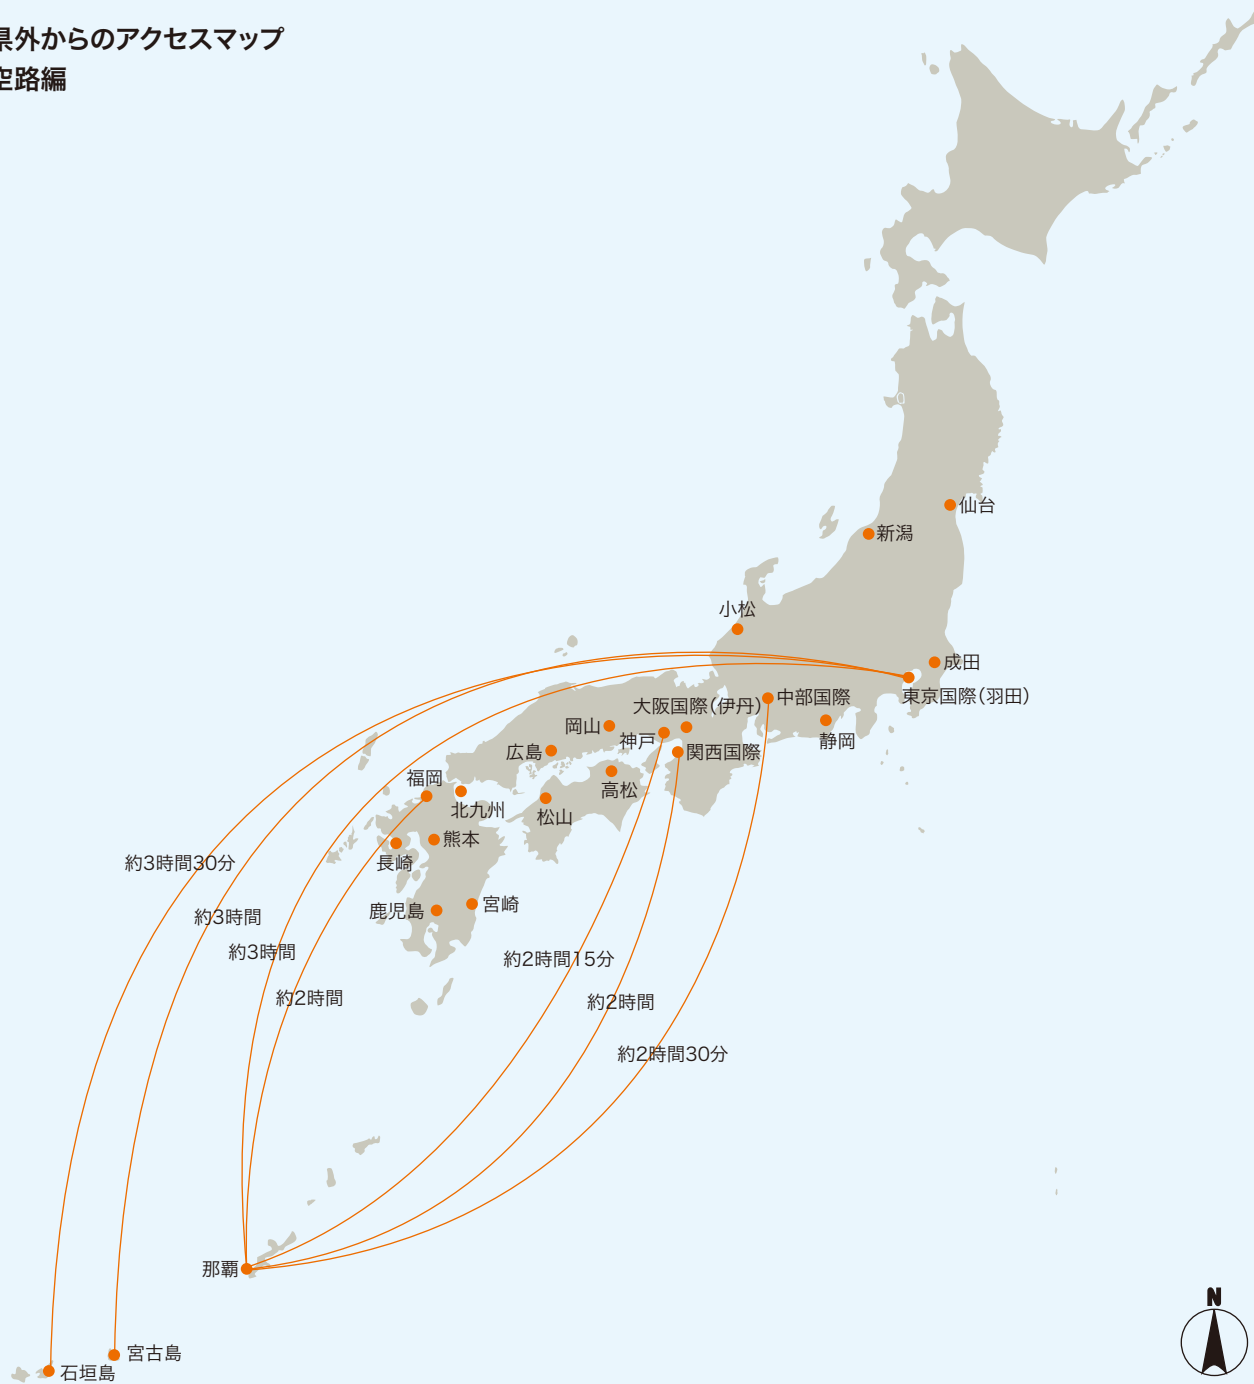 県外からのアクセスマップ
空路編
仙台
新潟
小松
成田
東京国際(羽田)
中部国際
大阪国際(伊丹)
静岡
岡山
神戸
関西国際
広島
高松
福岡
北九州
松山
熊本
長崎
宮崎
鹿児島
約3時間30分
約3時間
約3時間
約2時間
約2時間15分
約2時間
約2時間30分
那覇
宮古島
石垣島
N